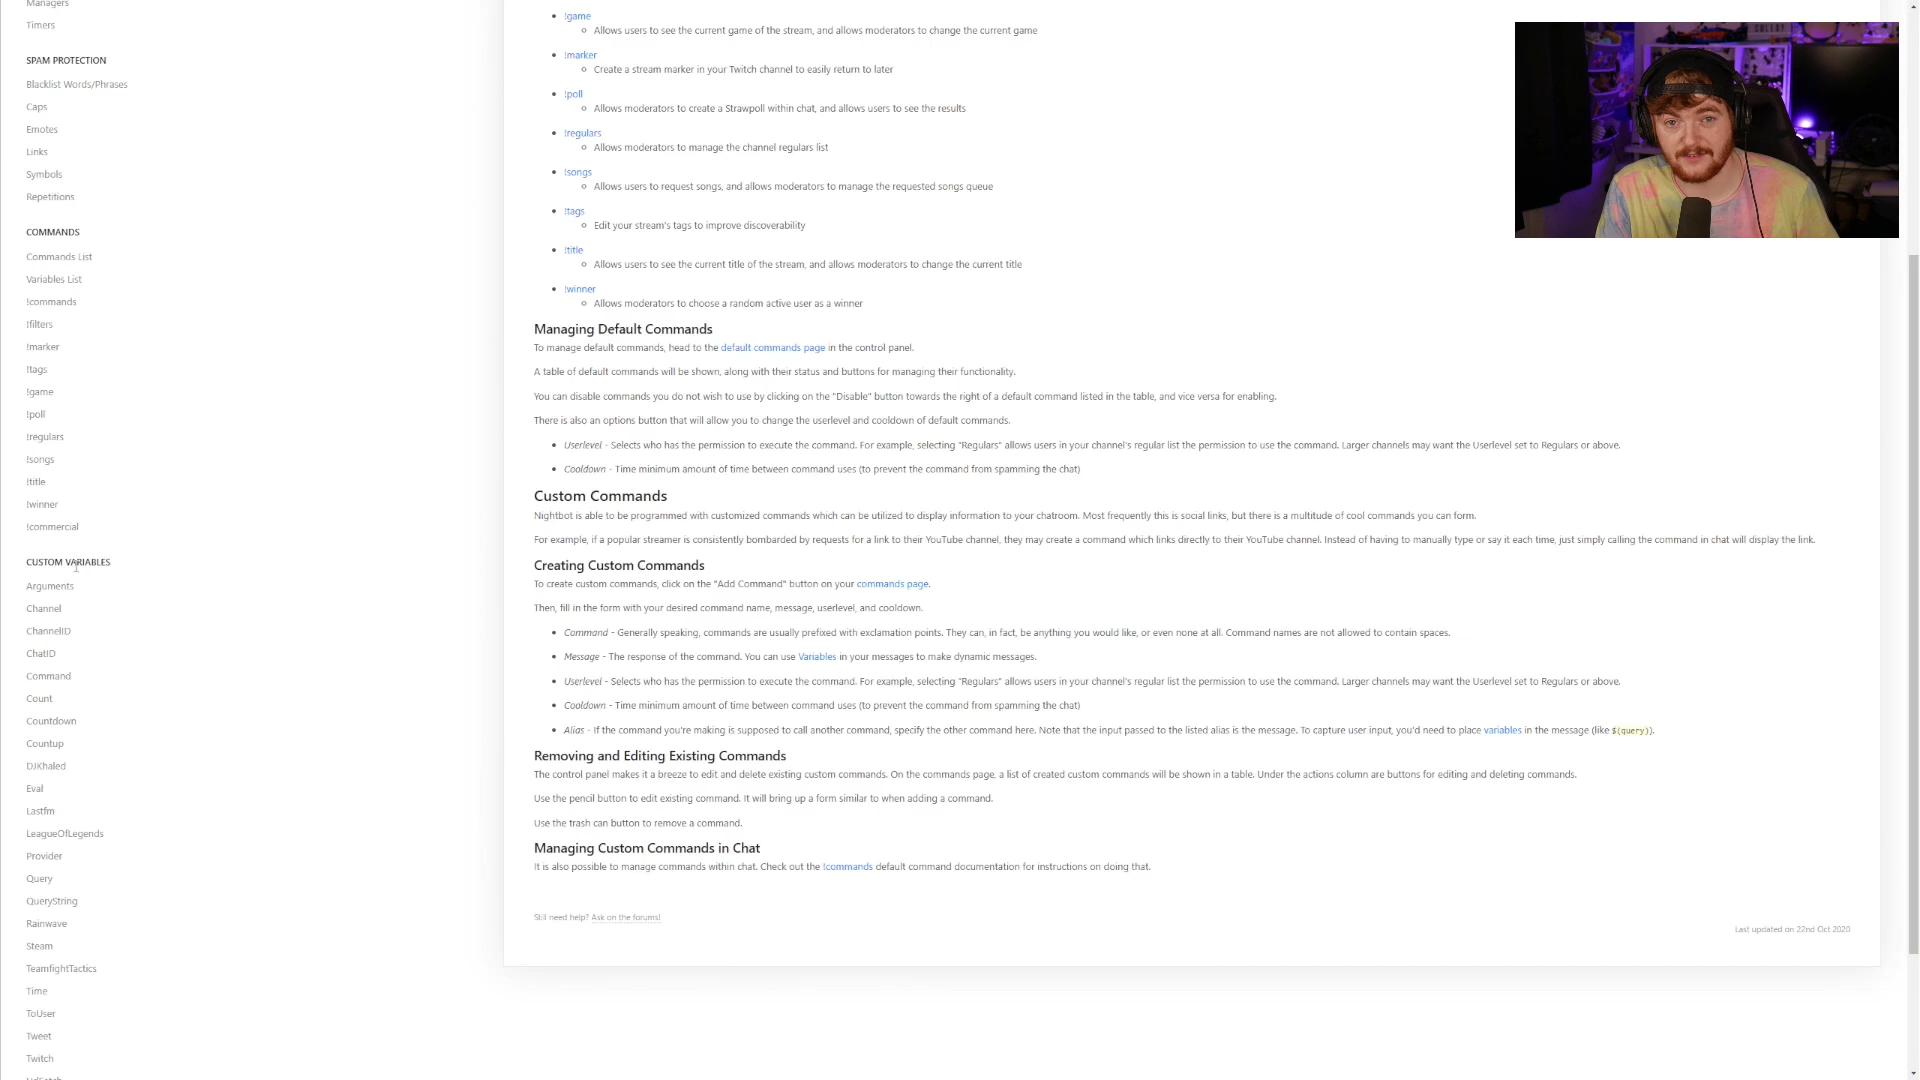 Managers
Timers
SPAM PROTECTION
Blacklist Words/Phrases
Caps
Emotes
Links
Symbols
Repetitions
COMMANDS
Commands List
Variables List
!commands
!filters
!marker
!tags
!game
!poll
!regulars
!songs
!title
!winner
!commercial
CUSTOM VARIABLES
Arguments
Channel
ChannelID
ChatID
Command
Count
Countdown
Countup
DJKhaled
Eval
Lastfm
LeagueOfLegends
Provider
Query
QueryString
Rainwave
Steam
TeamfightTactics
Time
ToUser
Tweet
Twitch
!game
Allows users to see the current game of the stream, and allows moderators to change the current game
!marker
Create a stream marker in your Twitch channel to easily return to later
!poll
Allows moderators to create a Strawpoll within chat, and allows users to see the results
!regulars
Allows moderators to manage the channel regulars list
!songs
Allows users to request songs, and allows moderators to manage the requested songs queue
!tags
Edit your stream's tags to improve discoverability
!title
Allows users to see the current title of the stream, and allows moderators to change the current title
!winner
Allows moderators to choose a random active user as a winner
Managing Default Commands
To manage default commands, head to the default commands page in the control panel.
A table of default commands will be shown, along with their status and buttons for managing their functionality.
You can disable commands you do not wish to use by clicking on the "Disable" button towards the right of a default command listed in the table, and vice versa for enabling.
There is also an options button that will allow you to change the userlevel and cooldown of default commands.
Userlevel - Selects who has the permission to execute the command. For example, selecting "Regulars" allows users in your channel's regular list the permission to use the command. Larger channels may want the Userlevel set to Regulars or above.
Cooldown - Time minimum amount of time between command uses (to prevent the command from spamming the chat)
Custom Commands
Nightbot is able to be programmed with customized commands which can be utilized to display information to your chatroom. Most frequently this is social links, but there is a multitude of cool commands you can form.
For example, if a popular streamer is consistently bombarded by requests for a link to their YouTube channel, they may create a command which links directly to their YouTube channel. Instead of having to manually type or say it each time, just simply calling the command in chat will display the link.
Creating Custom Commands
To create custom commands, click on the "Add Command" button on your commands page.
Then, fill in the form with your desired command name, message, userlevel, and cooldown.
Command - Generally speaking, commands are usually prefixed with exclamation points. They can, in fact, be anything you would like, or even none at all. Command names are not allowed to contain spaces.
Message - The response of the command. You can use Variables in your messages to make dynamic messages.
Userlevel - Selects who has the permission to execute the command. For example, selecting "Regulars" allows users in your channel's regular list the permission to use the command. Larger channels may want the Userlevel set to Regulars or above.
Cooldown - Time minimum amount of time between command uses (to prevent the command from spamming the chat)
Alias - If the command you're making is supposed to call another command, specify the other command here. Note that the input passed to the listed alias is the message. To capture user input, you'd need to place variables in the message (like $(query)).
Removing and Editing Existing Commands
The control panel makes it a breeze to edit and delete existing custom commands. On the commands page, a list of created custom commands will be shown in a table. Under the actions column are buttons for editing and deleting commands.
Use the pencil button to edit existing command. It will bring up a form similar to when adding a command.
Use the trash can button to remove a command.
Managing Custom Commands in Chat
It is also possible to manage commands within chat. Check out the !commands default command documentation for instructions on doing that.
Still need help? Ask on the forums!
Last updated on 22nd Oct 2020